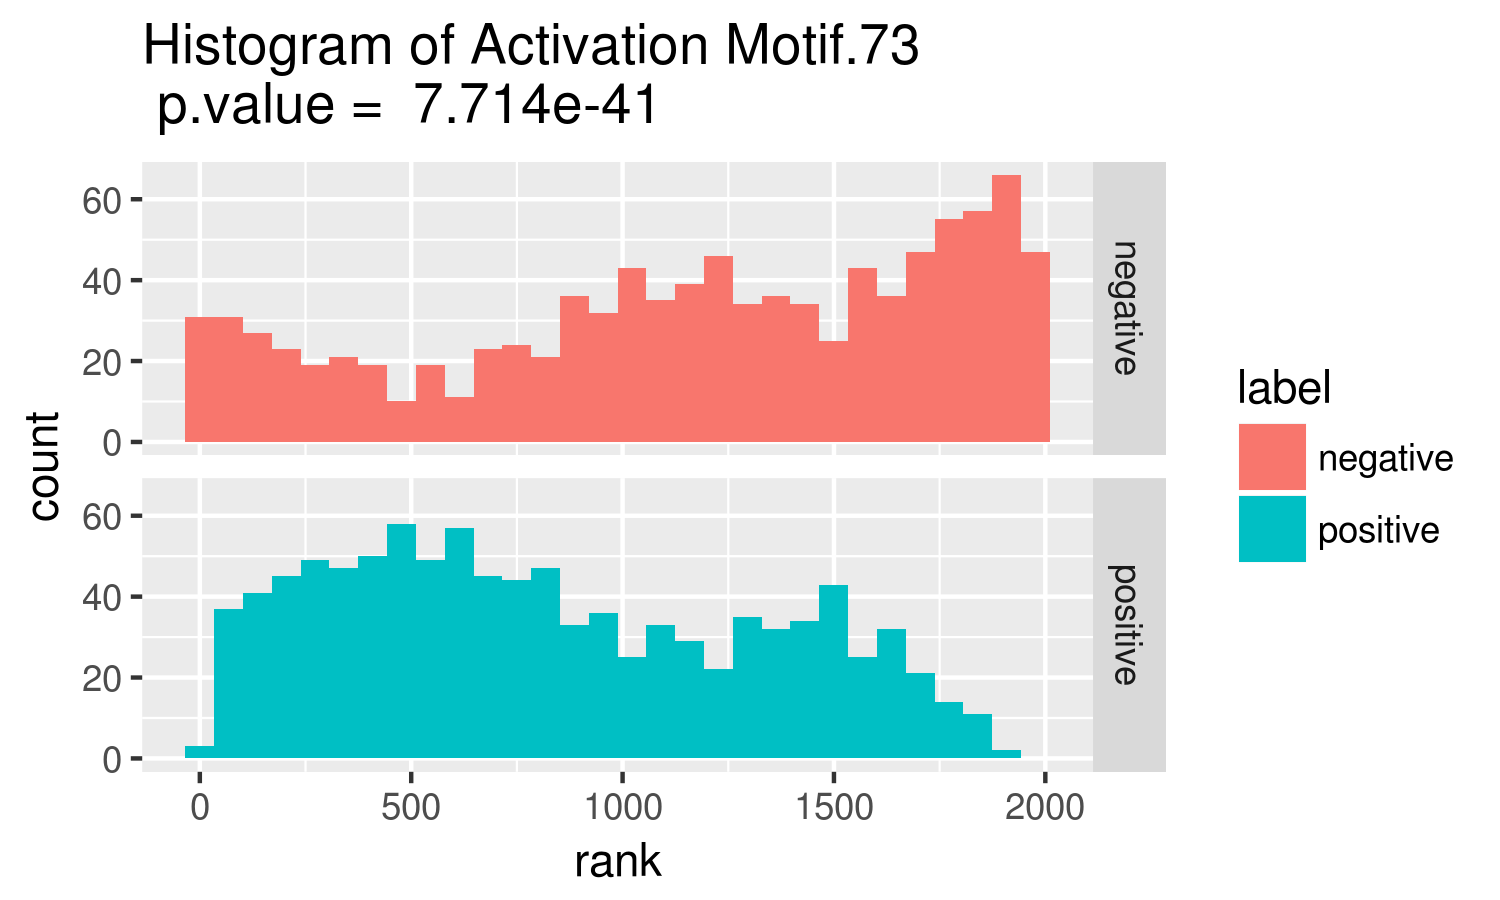 Histogram of Activation Motif.73
p.value = 7.714e-41
count
60
40
20
0
negative
60
40
20
0
positive
0 500 1000 1500 2000
rank
label
negative
positive